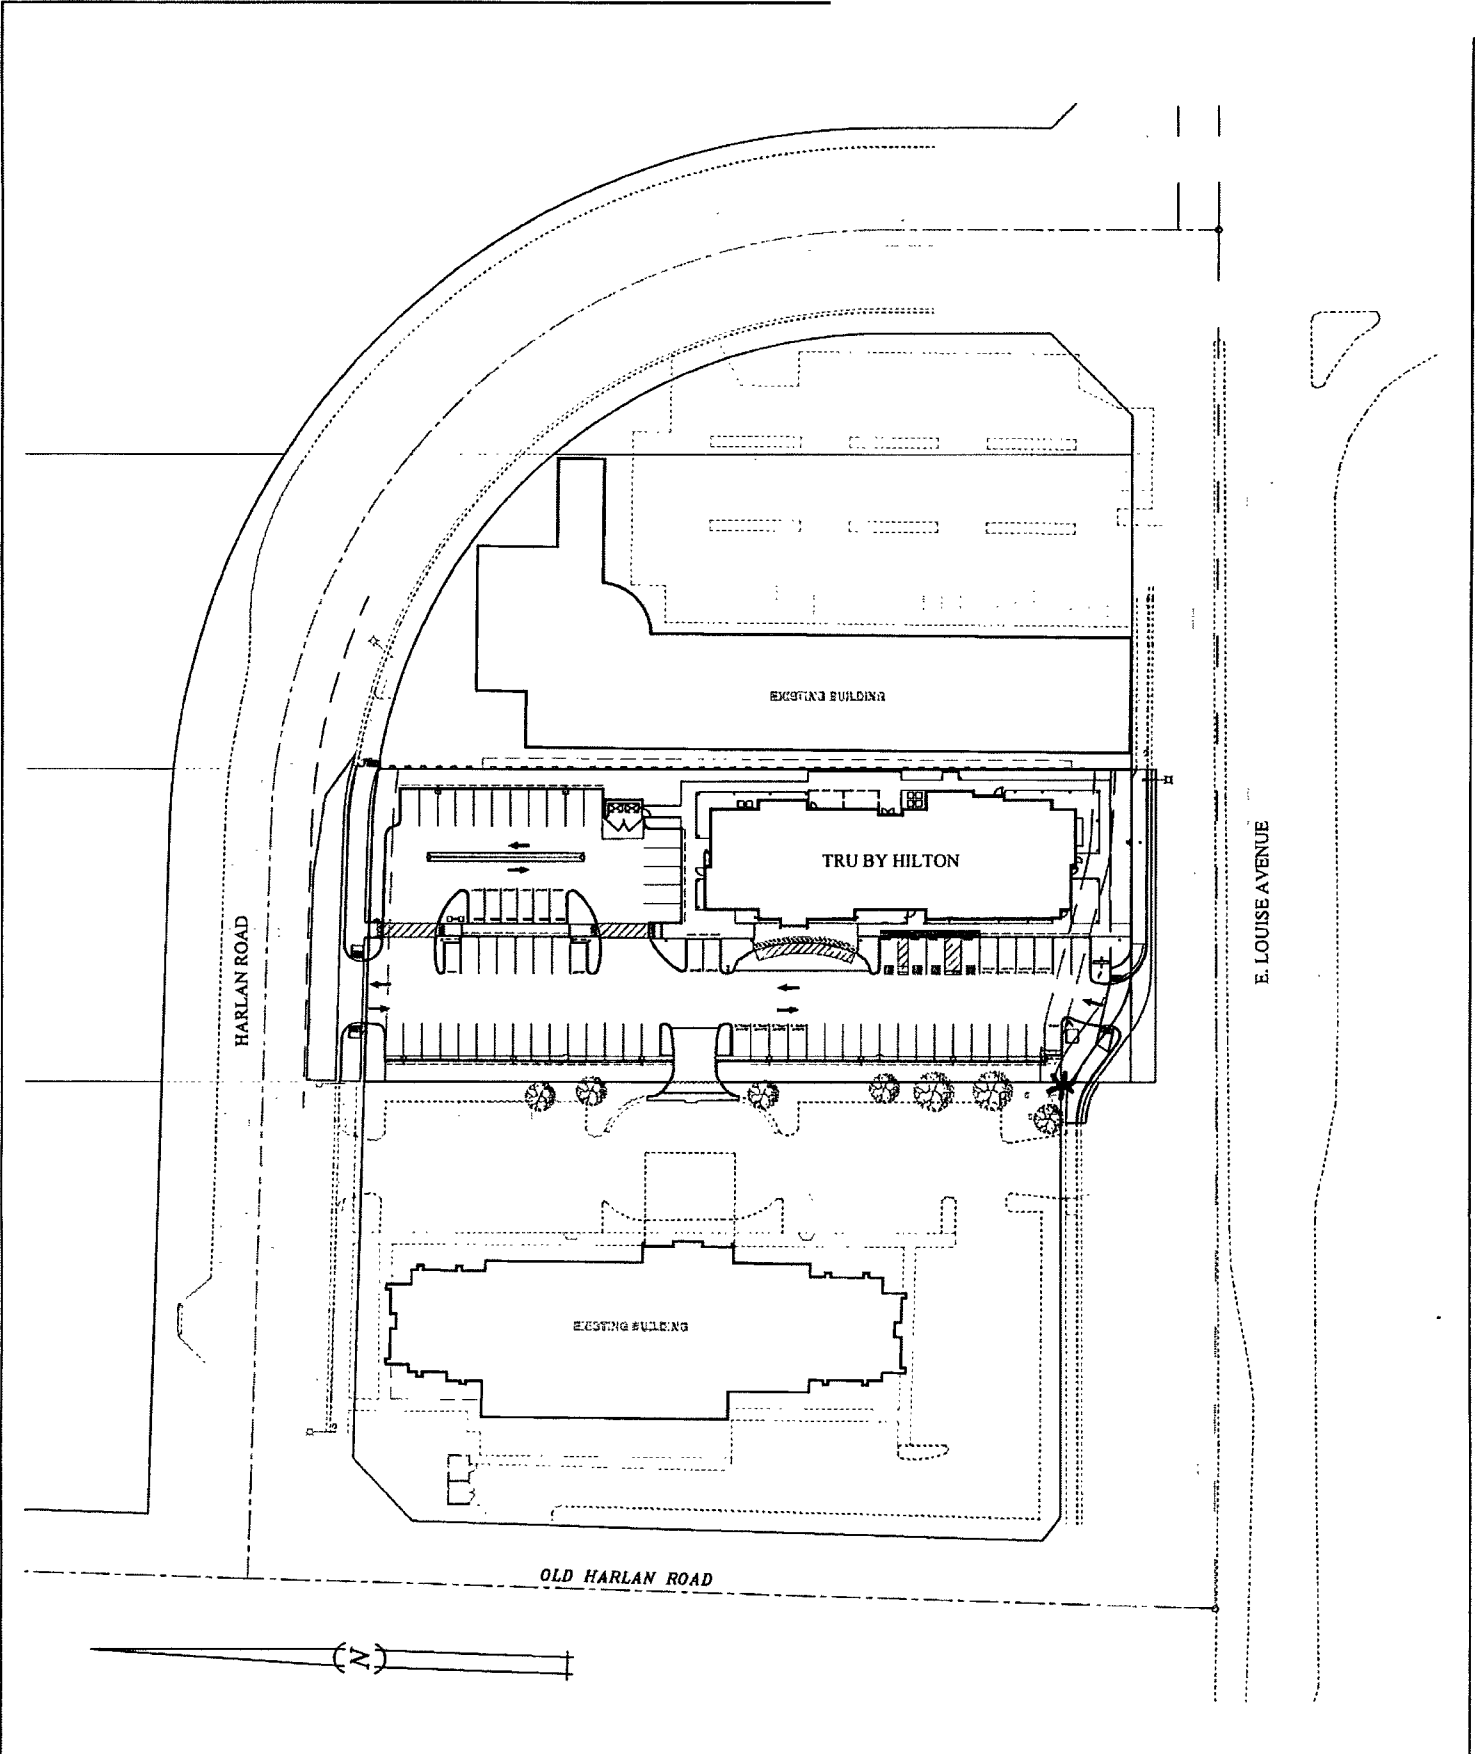 EXISTING BUILDING
TRU BY HILTON
E. LOUISE AVENUE
HARLAN ROAD
EXISTING BUILDING
OLD HARLAN ROAD
N